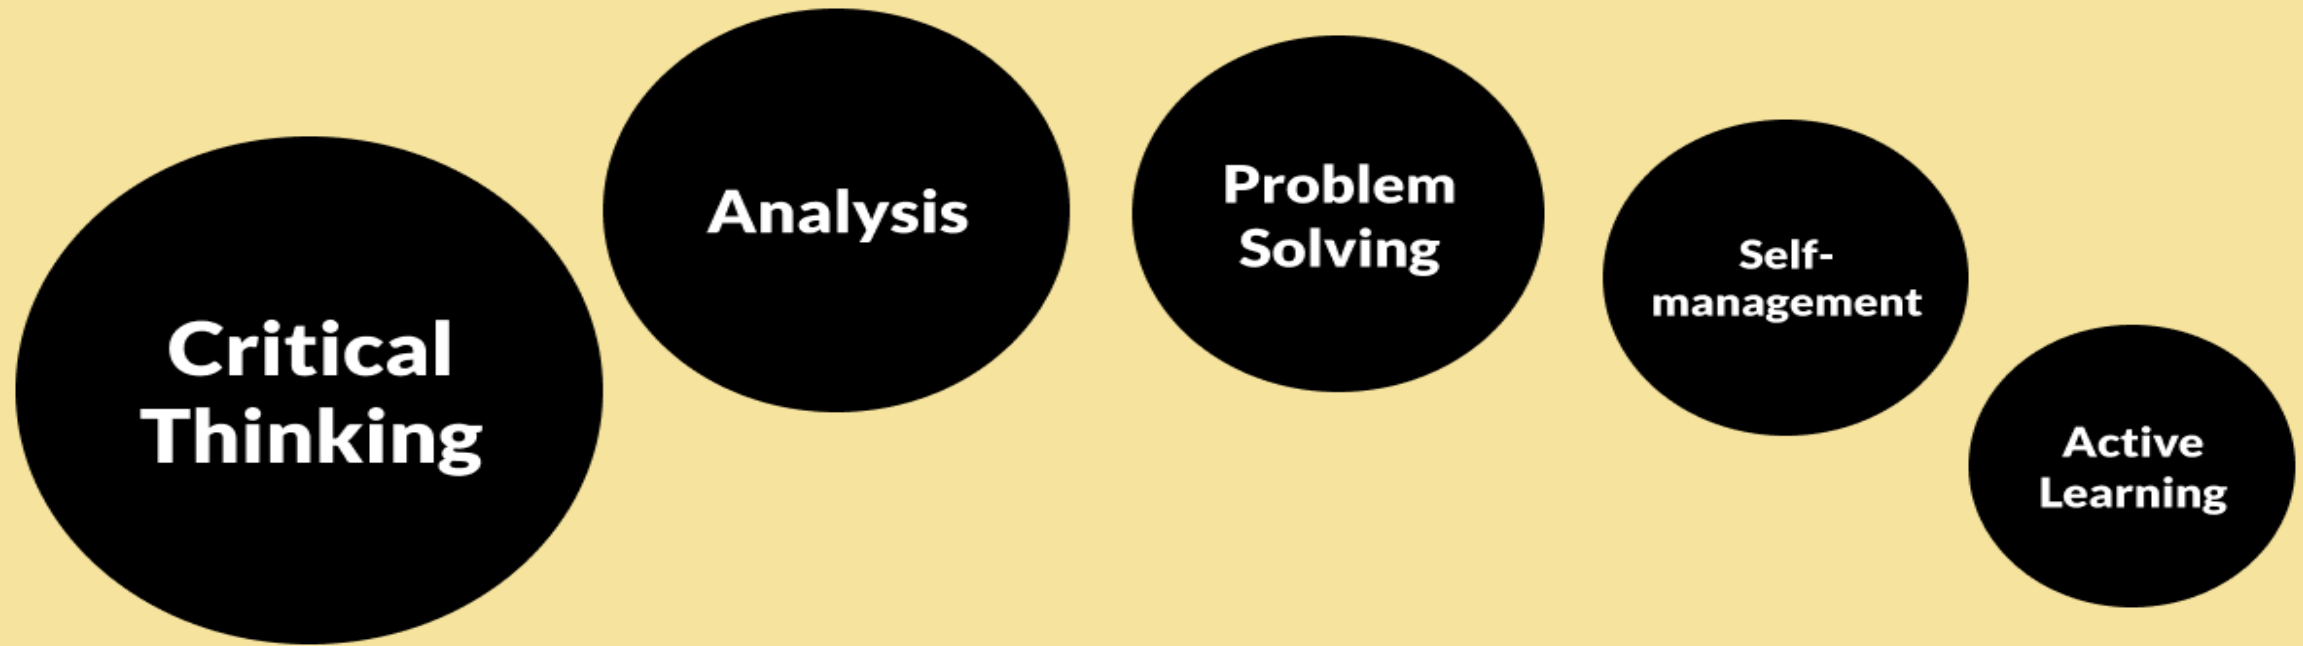 Critical
Thinking
Analysis
Problem
Solving
Self-
management
Active
Learning